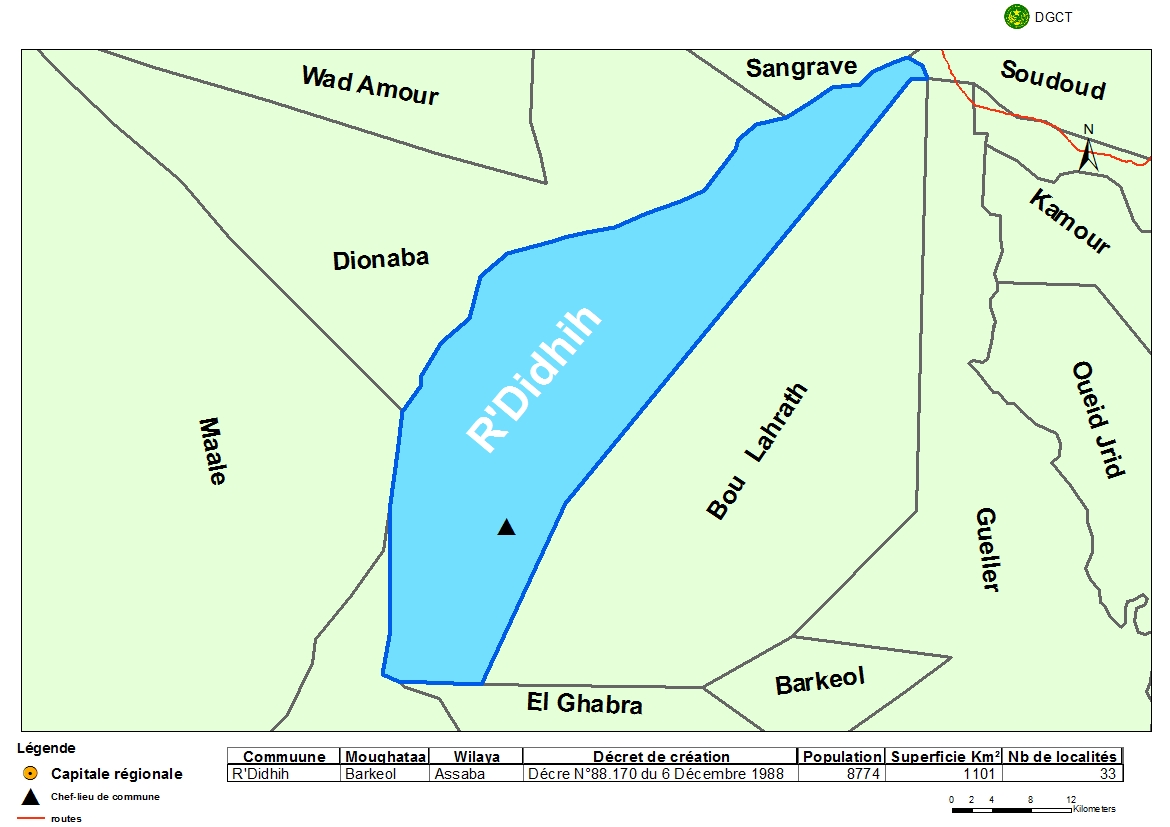 DGCT
Wad Amour
Sangrave
Soudoud
N
Kamour
Dionaba
R'Didhih
Maale
Bou Lahrath
Oueid Jrid
Gueller
Barkeol
El Ghabra
Légende
Capitale régionale
Chef-lieu de commune
routes
Commuune Moughataa Wilaya Décret de création Population Superficie Km² Nb de localités
R'Didhih Barkeol Assaba Décre N°88.170 du 6 Décembre 1988 8774 1101 33
0 2 4 8 12
Kilometers